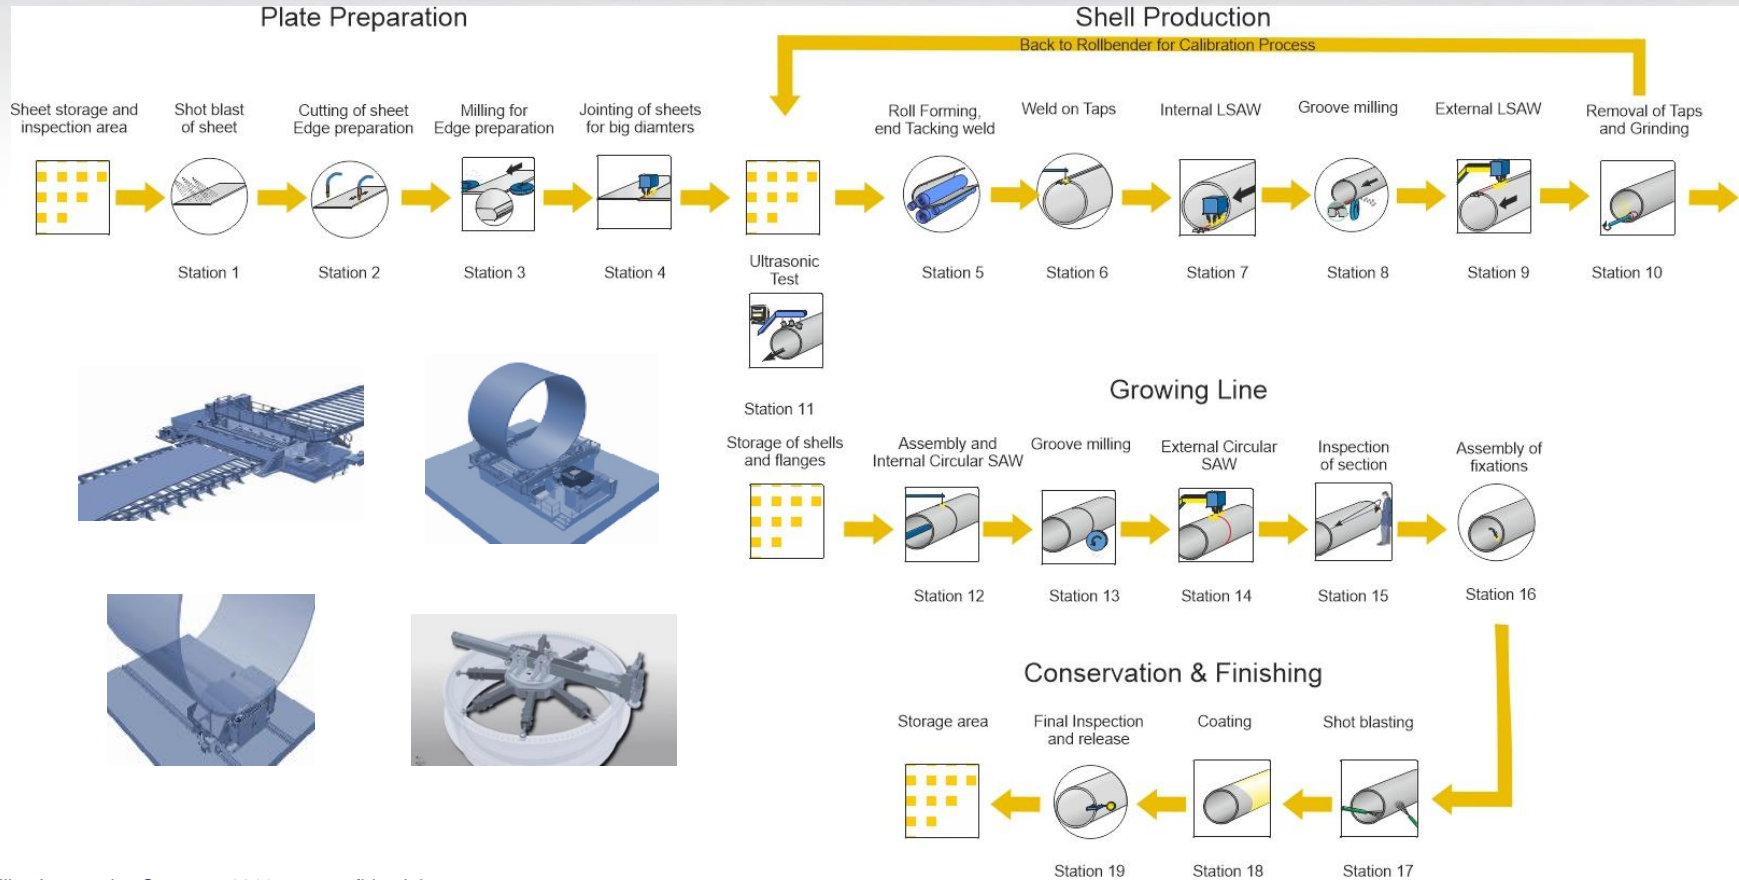 Plate Preparation
Shell Production
Back to Rollbender for Calibration Process
Sheet storage and
inspection area
Shot blast
of sheet
Cutting of sheet
Edge preparation
Milling for
Edge preparation
Jointing of sheets
for big diamters
Roll Forming,
end Tacking weld
Weld on Taps
Internal LSAW
Groove milling
External LSAW
Removal of Taps
and Grinding
Station 1
Station 2
Station 3
Station 4
Station 5
Station 6
Station 7
Station 8
Station 9
Station 10
Ultrasonic
Test
Station 11
Growing Line
Storage of shells
and flanges
Assembly and
Internal Circular SAW
Groove milling
External Circular
SAW
Inspection
of section
Assembly of
fixations
Station 12
Station 13
Station 14
Station 15
Station 16
Conservation & Finishing
Storage area
Final Inspection
and release
Coating
Shot blasting
Station 19
Station 18
Station 17